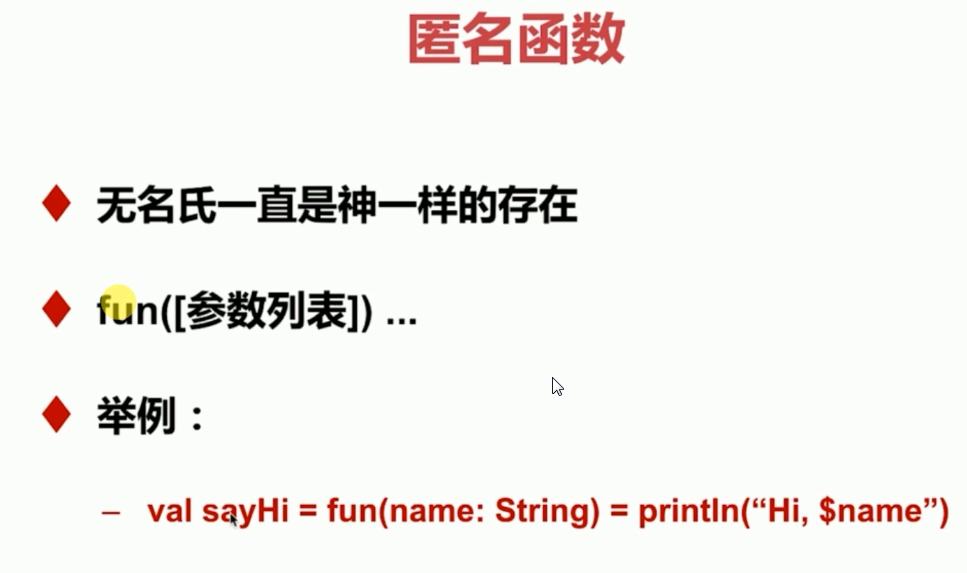 匿名函数
无名氏一直是神一样的存在
fun([参数列表]) ...
举例：
– val sayHi = fun(name: String) = println(“Hi, $name”)